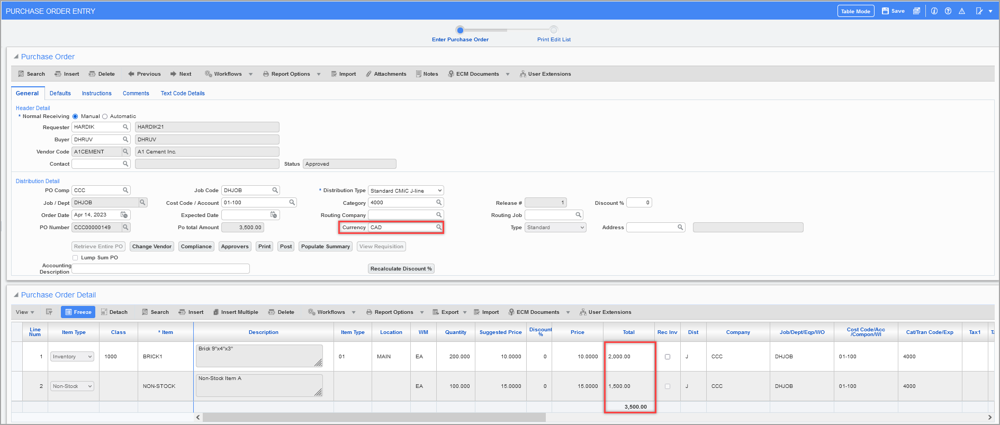 PURCHASE ORDER ENTRY
Table Mode Save
Enter Purchase Order Print Edit List
Purchase Order
Search Insert Delete Previous Next Workflows Report Options Import Attachments Notes ECM Documents User Extensions
General Defaults Instructions Comments Text Code Details
Header Detail
* Normal Receiving Manual Automatic
Requester HARDIK HARDIK21
Buyer DHRUV DHRUV
Vendor Code A1CEMENT A1 Cement Inc.
Contact Status Approved
Distribution Detail
PO Comp CCC Job Code DHJOB * Distribution Type Standard CMiC J-line
Job / Dept DHJOB Cost Code / Account 01-100 Category 4000 Release # 1 Discount % 0
Order Date Apr 14, 2023 Expected Date Routing Company Routing Job
PO Number CCC00000149 Po total Amount 3,500.00 Currency CAD Type Standard Address
Retrieve Entire PO Change Vendor Compliance Approvers Print Post Populate Summary View Requisition
Lump Sum PO
Accounting Description Recalculate Discount %
Purchase Order Detail
View Freeze Detach Search Insert Insert Multiple Delete Workflows Report Options Export Import ECM Documents User Extensions
Line Num Item Type Class * Item Description Item Type Location WM Quantity Suggested Price Discount % Price Total Rec Inv Dist Company Job/Dept/Eqp/WO Cost Code/Acc/Compon/WI Cat/Tran Code/Exp Tax1
1 Inventory 1000 BRICK1 Brick 9"x4"x3" 01 MAIN EA 200.000 10.0000 0 10.0000 2,000.00 J CCC DHJOB 01-100 4000
2 Non-Stock NON-STOCK Non-Stock Item A EA 100.000 15.0000 0 15.0000 1,500.00 J CCC DHJOB 01-100 4000
3,500.00